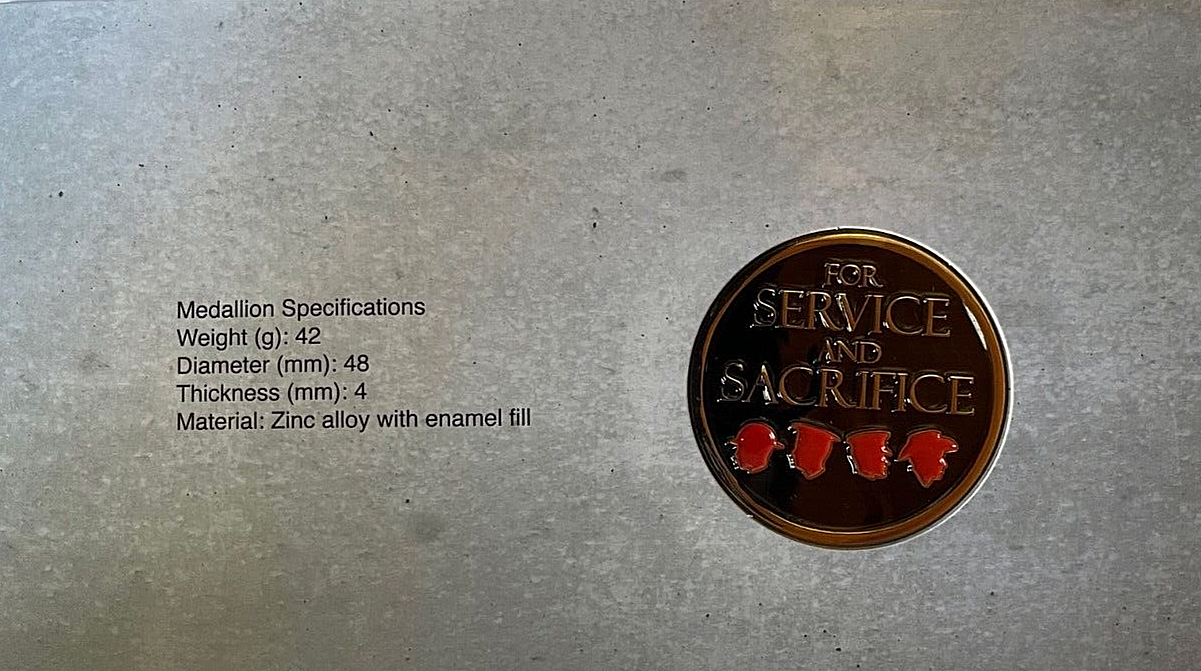 Medallion Specifications
Weight (g): 42
Diameter (mm): 48
Thickness (mm): 4
Material: Zinc alloy with enamel fill
FOR
SERVICE
AND
SACRIFICE